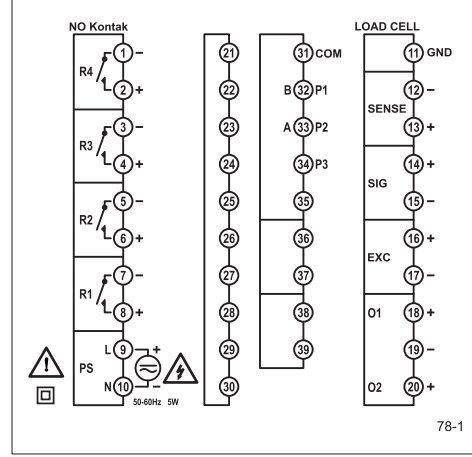 NO Kontak
R4
1 −
2 +
R3
3 −
4 +
R2
5 −
6 +
R1
7 −
8 +
PS
L 9 +
N 10 −
50-60Hz 5W
21
22
23
24
25
26
27
28
29
30
31 COM
B 32 P1
A 33 P2
34 P3
35
36
37
38
39
LOAD CELL
11 GND
12 −
SENSE
13 +
14 +
SIG
15 −
16 +
EXC
17 −
O1 18 +
19 −
O2 20 +
78-1